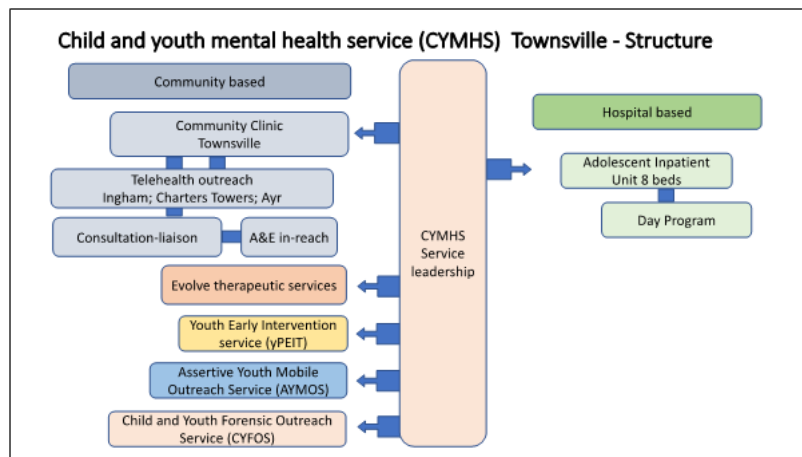 Child and youth mental health service (CYMHS) Townsville - Structure
Community based
Community Clinic
Townsville
Telehealth outreach
Ingham; Charters Towers; Ayr
Consultation-liaison
A&E in-reach
Evolve therapeutic services
Youth Early Intervention
service (yPEIT)
Assertive Youth Mobile
Outreach Service (AYMOS)
Child and Youth Forensic Outreach
Service (CYFOS)
CYMHS
Service
leadership
Hospital based
Adolescent Inpatient
Unit 8 beds
Day Program